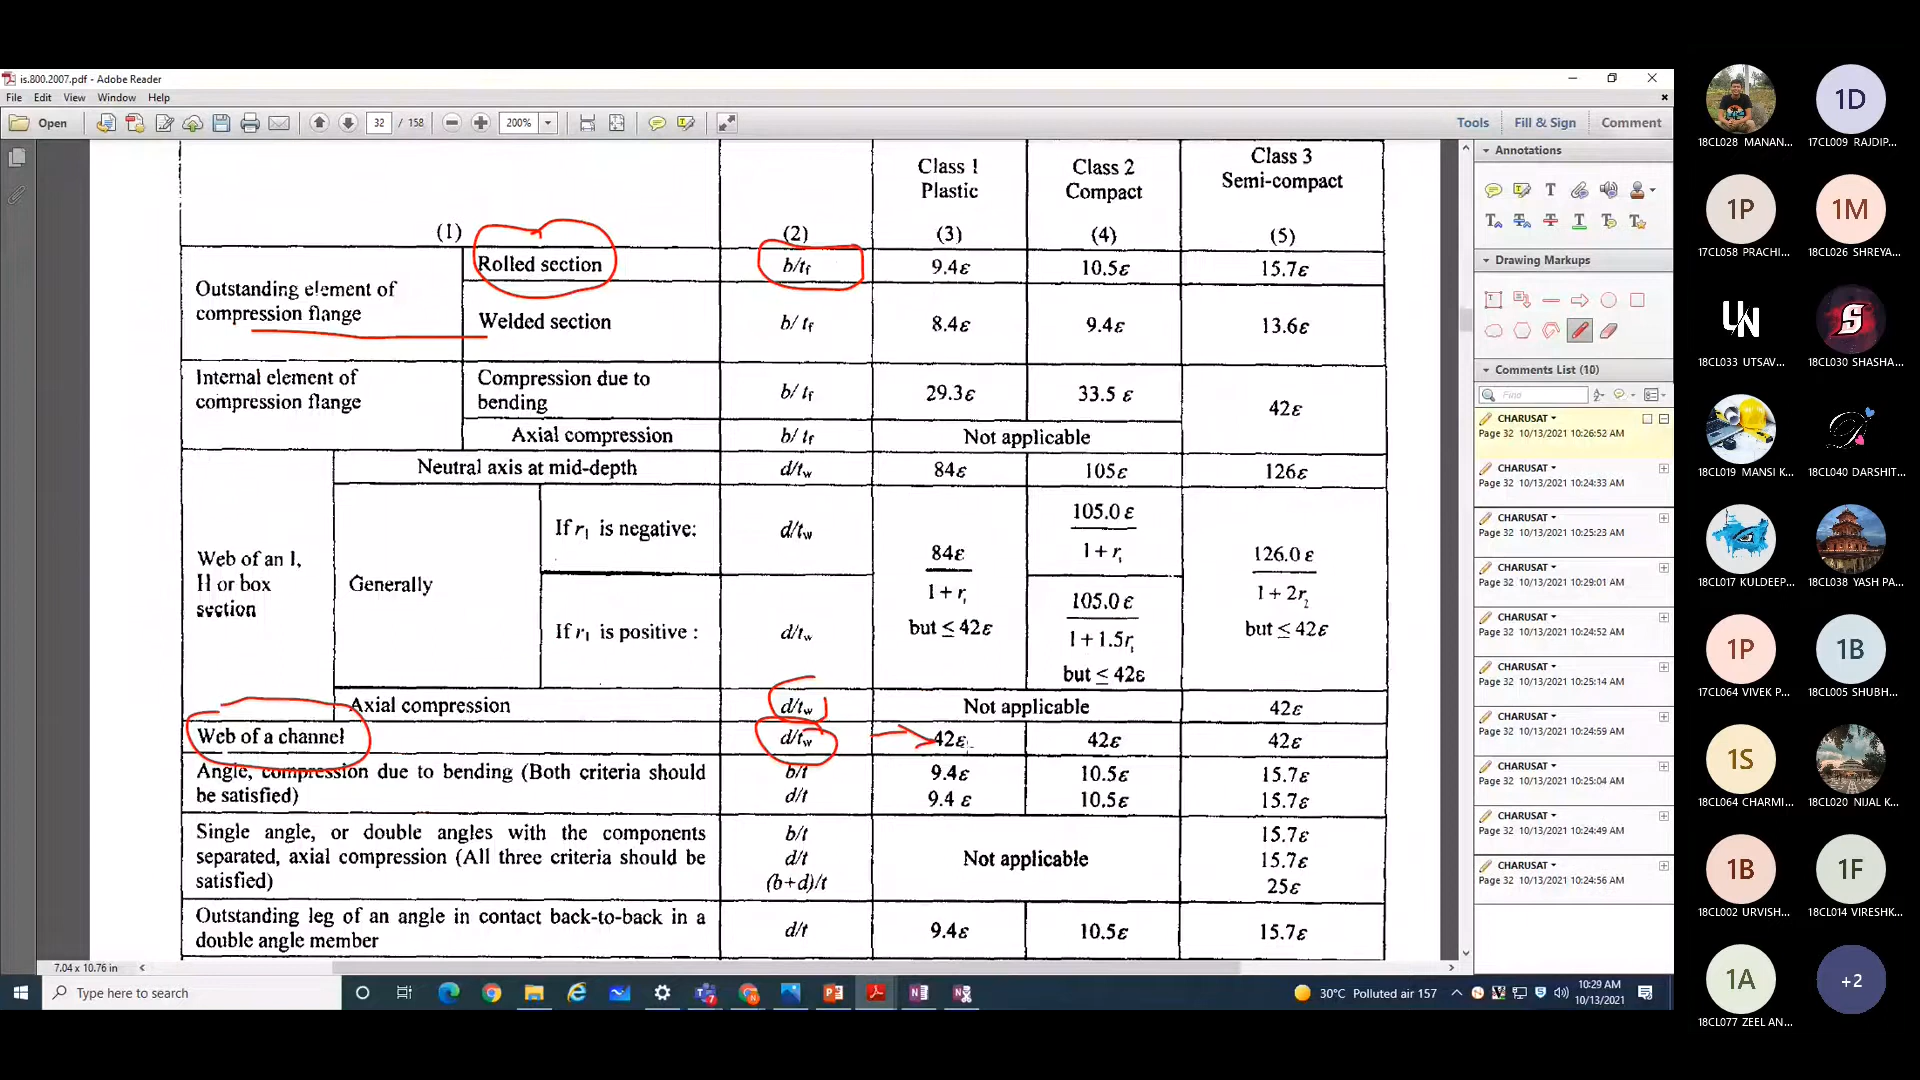 is.800.2007.pdf - Adobe Reader
File Edit View Window Help
Open 32 / 158 200% Tools Fill & Sign Comment
Class 1 Plastic
Class 2 Compact
Class 3 Semi-compact
(1) (2) (3) (4) (5)
Outstanding element of compression flange
Rolled section b/tf 9.4ε 10.5ε 15.7ε
Welded section b/ tf 8.4ε 9.4ε 13.6ε
Internal element of compression flange
Compression due to bending b/ tf 29.3ε 33.5 ε 42ε
Axial compression b/ tf Not applicable
Web of an I, H or box section
Neutral axis at mid-depth d/tw 84ε 105ε 126ε
Generally
If r1 is negative: d/tw
84ε
1 + r1
but ≤ 42ε
105.0 ε
1 + r1
126.0 ε
1 + 2r2
but ≤ 42ε
If r1 is positive : d/tw
105.0 ε
1 + 1.5r1
but ≤ 42ε
Axial compression d/tw Not applicable 42ε
Web of a channel d/tw 42ε 42ε 42ε
Angle, compression due to bending (Both criteria should b/t 9.4ε 10.5ε 15.7ε
be satisfied) d/t 9.4 ε 10.5ε 15.7ε
Single angle, or double angles with the components b/t Not applicable 15.7ε
separated, axial compression (All three criteria should be d/t 15.7ε
satisfied) (b+d)/t 25ε
Outstanding leg of an angle in contact back-to-back in a
double angle member d/t 9.4ε 10.5ε 15.7ε
7.04 x 10.76 in
Annotations
Drawing Markups
Comments List (10)
Find
CHARUSAT
Page 32 10/13/2021 10:26:52 AM
CHARUSAT
Page 32 10/13/2021 10:24:33 AM
CHARUSAT
Page 32 10/13/2021 10:25:23 AM
CHARUSAT
Page 32 10/13/2021 10:29:01 AM
CHARUSAT
Page 32 10/13/2021 10:24:52 AM
CHARUSAT
Page 32 10/13/2021 10:25:14 AM
CHARUSAT
Page 32 10/13/2021 10:25:04 AM
CHARUSAT
Page 32 10/13/2021 10:24:49 AM
CHARUSAT
Page 32 10/13/2021 10:24:56 AM
Type here to search
30°C Polluted air 157
10:29 AM
10/13/2021
1D
18CL028 MANAN... 17CL009 RAJDIP...
1P 1M
17CL058 PRACHI... 18CL026 SHREYA...
UN S
18CL033 UTSAV... 18CL030 SHASHA...
18CL019 MANSI K... 18CL040 DARSHIT...
18CL017 KULDEEP... 18CL038 YASH PA...
1P 1B
17CL064 VIVEK P... 18CL005 SHUBH...
1S
18CL064 CHARMI... 18CL020 NIJAL K...
1B 1F
18CL002 URVISH... 18CL014 VIRESHK...
1A +2
18CL077 ZEEL AN...